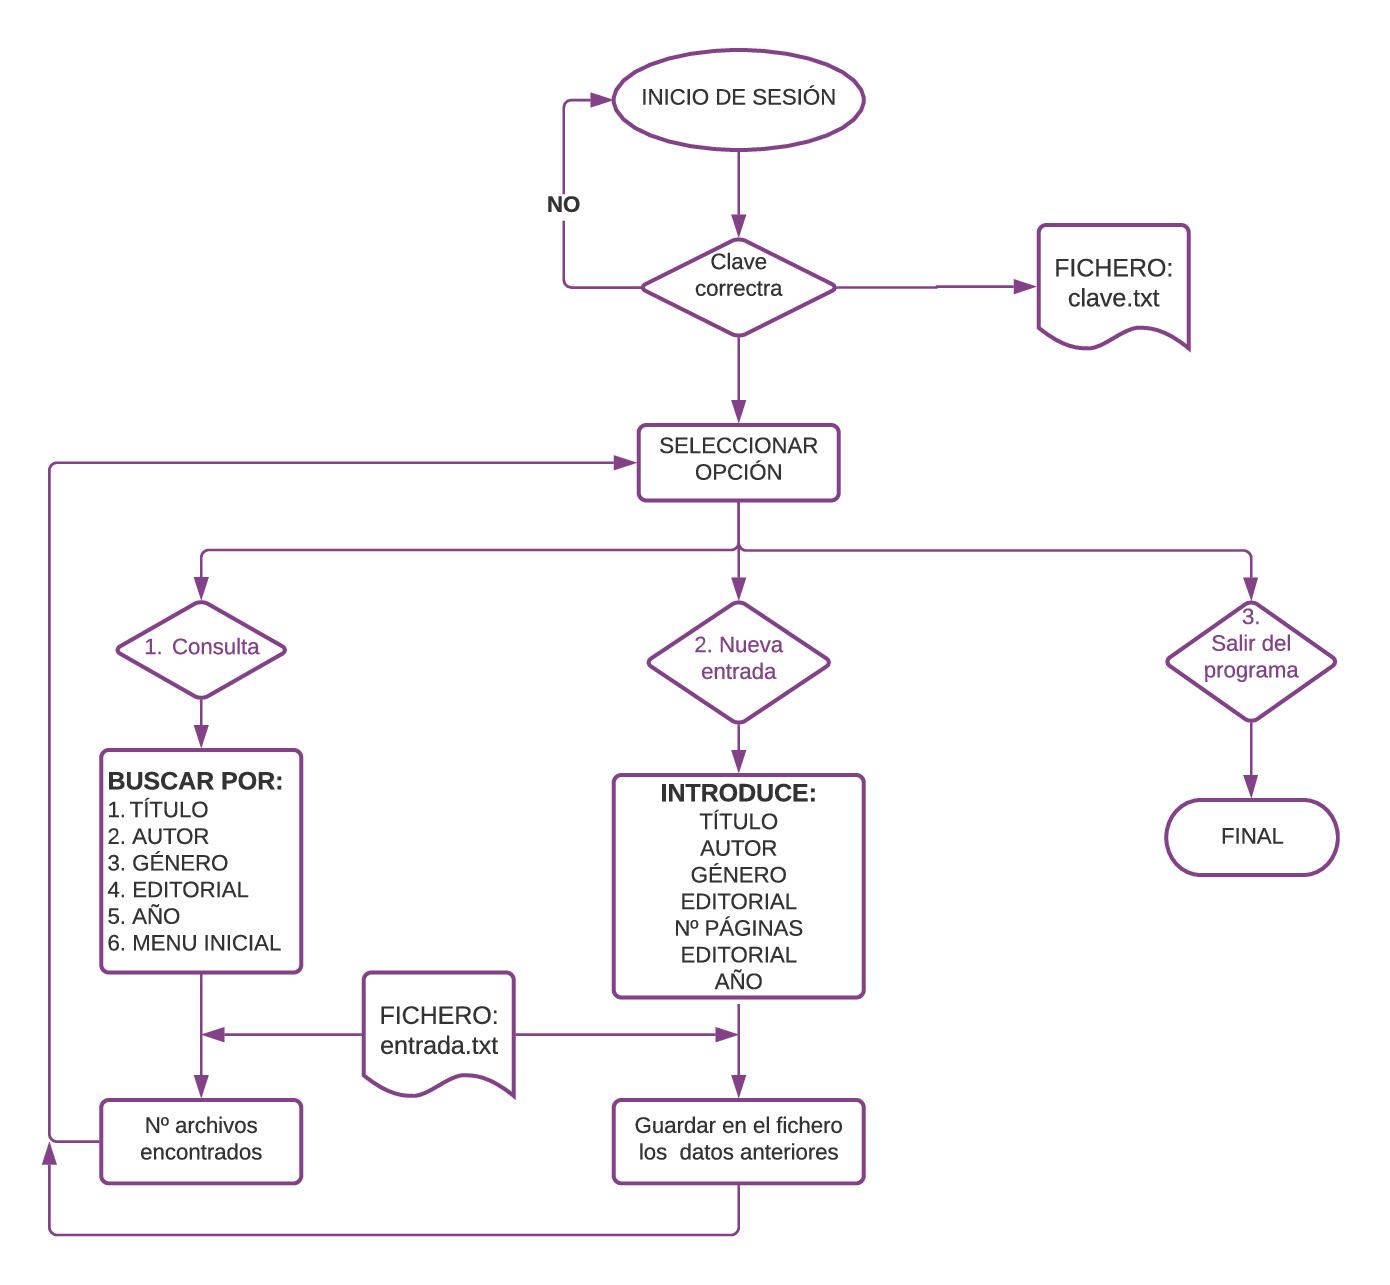 INICIO DE SESIÓN
NO
Clave
correctra
FICHERO:
clave.txt
SELECCIONAR
OPCIÓN
1. Consulta
2. Nueva
entrada
3.
Salir del
programa
BUSCAR POR:
1. TÍTULO
2. AUTOR
3. GÉNERO
4. EDITORIAL
5. AÑO
6. MENU INICIAL
INTRODUCE:
TÍTULO
AUTOR
GÉNERO
EDITORIAL
Nº PÁGINAS
EDITORIAL
AÑO
FINAL
FICHERO:
entrada.txt
Nº archivos
encontrados
Guardar en el fichero
los datos anteriores